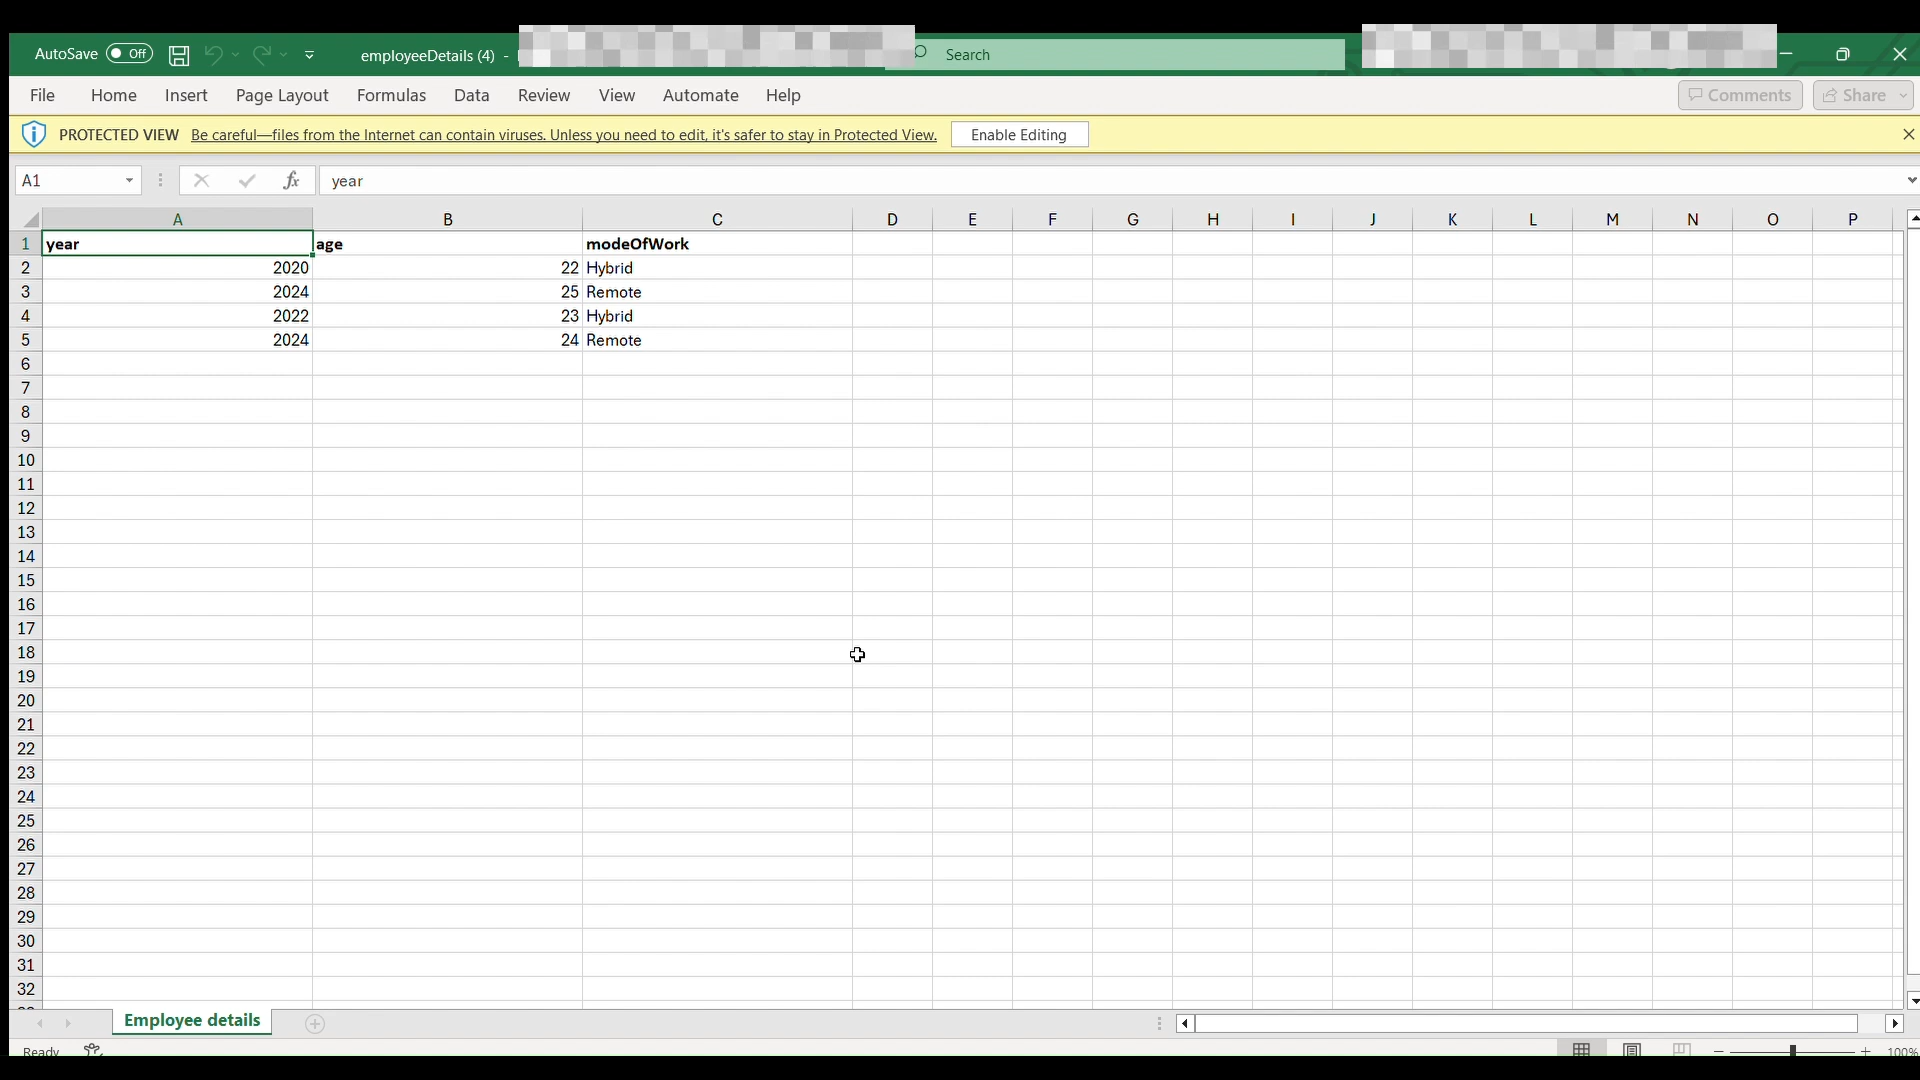 AutoSave Off employeeDetails (4) - Search
File Home Insert Page Layout Formulas Data Review View Automate Help Comments Share
PROTECTED VIEW Be careful—files from the Internet can contain viruses. Unless you need to edit, it's safer to stay in Protected View. Enable Editing
A1 fx year
A B C D E F G H I J K L M N O P
1 year age modeOfWork
2 2020 22 Hybrid
3 2024 25 Remote
4 2022 23 Hybrid
5 2024 24 Remote
6
7
8
9
10
11
12
13
14
15
16
17
18
19
20
21
22
23
24
25
26
27
28
29
30
31
32
Employee details
Ready 100%